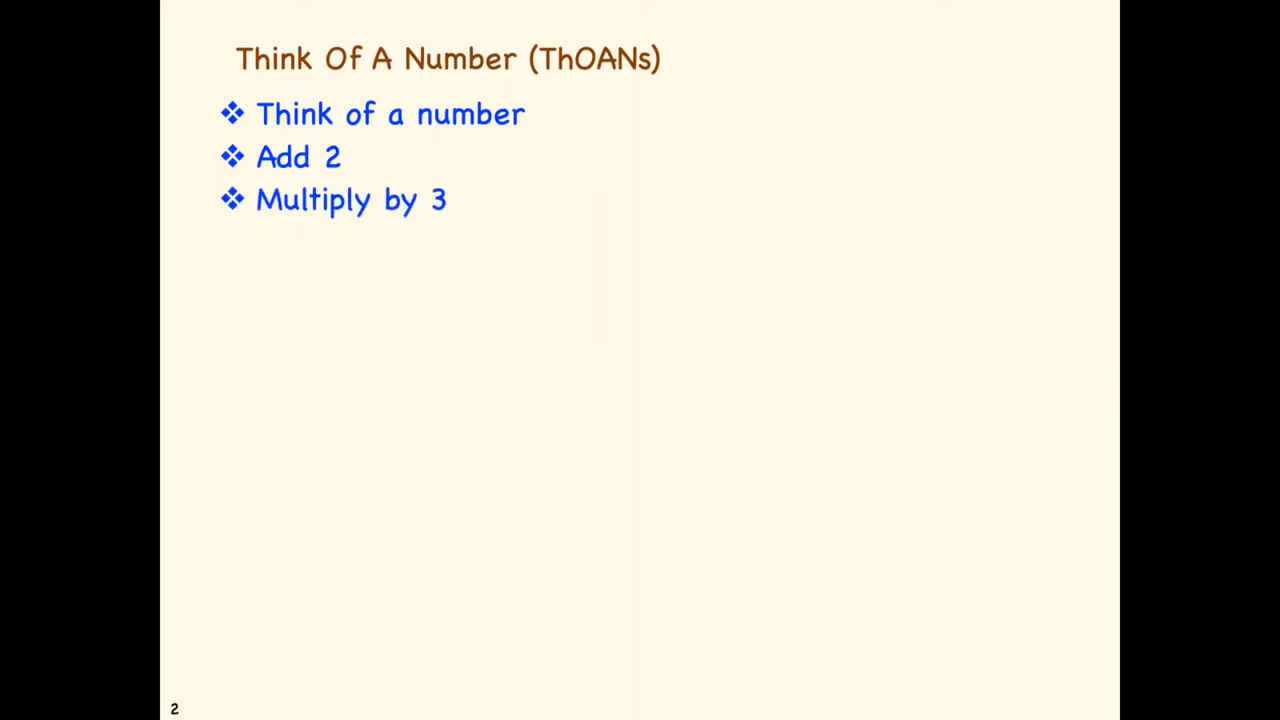 Think Of A Number (ThOANs)
❖ Think of a number
❖ Add 2
❖ Multiply by 3
2